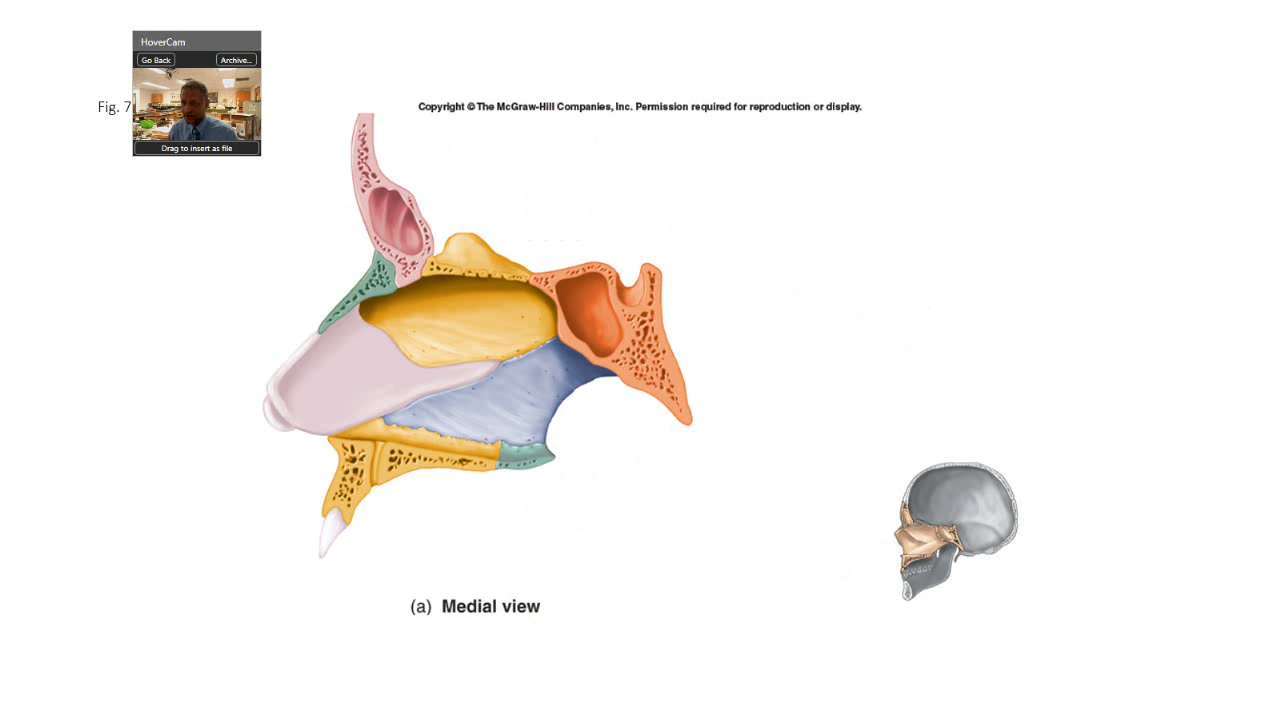 HoverCam
Go Back Archive...
Fig. 7
Copyright © The McGraw-Hill Companies, Inc. Permission required for reproduction or display.
Drag to insert as file
(a) Medial view